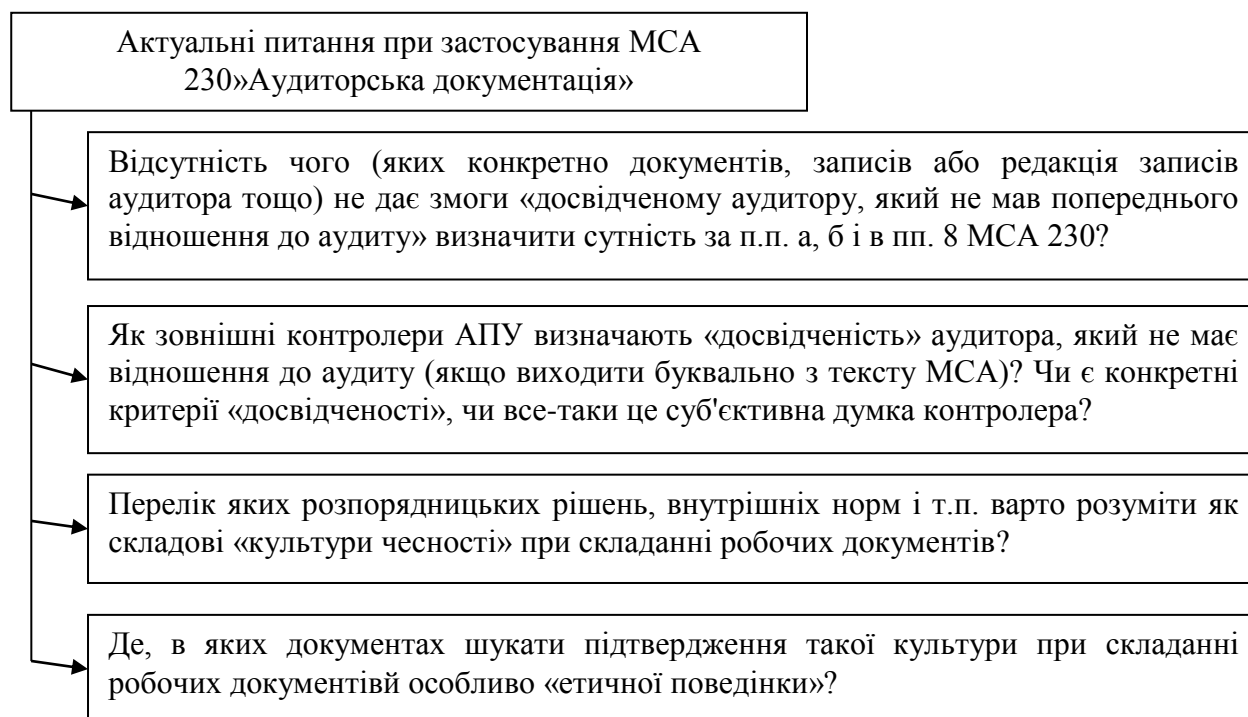 Актуальні питання при застосування МСА
230»Аудиторська документація»
Відсутність чого (яких конкретно документів, записів або редакція записів
аудитора тощо) не дає змоги «досвідченому аудитору, який не мав попереднього
відношення до аудиту» визначити сутність за п.п. а, б і в пп. 8 МСА 230?
Як зовнішні контролери АПУ визначають «досвідченість» аудитора, який не має
відношення до аудиту (якщо виходити буквально з тексту МСА)? Чи є конкретні
критерії «досвідченості», чи все-таки це суб'єктивна думка контролера?
Перелік яких розпорядницьких рішень, внутрішніх норм і т.п. варто розуміти як
складові «культури чесності» при складанні робочих документів?
Де, в яких документах шукати підтвердження такої культури при складанні
робочих документівй особливо «етичної поведінки»?